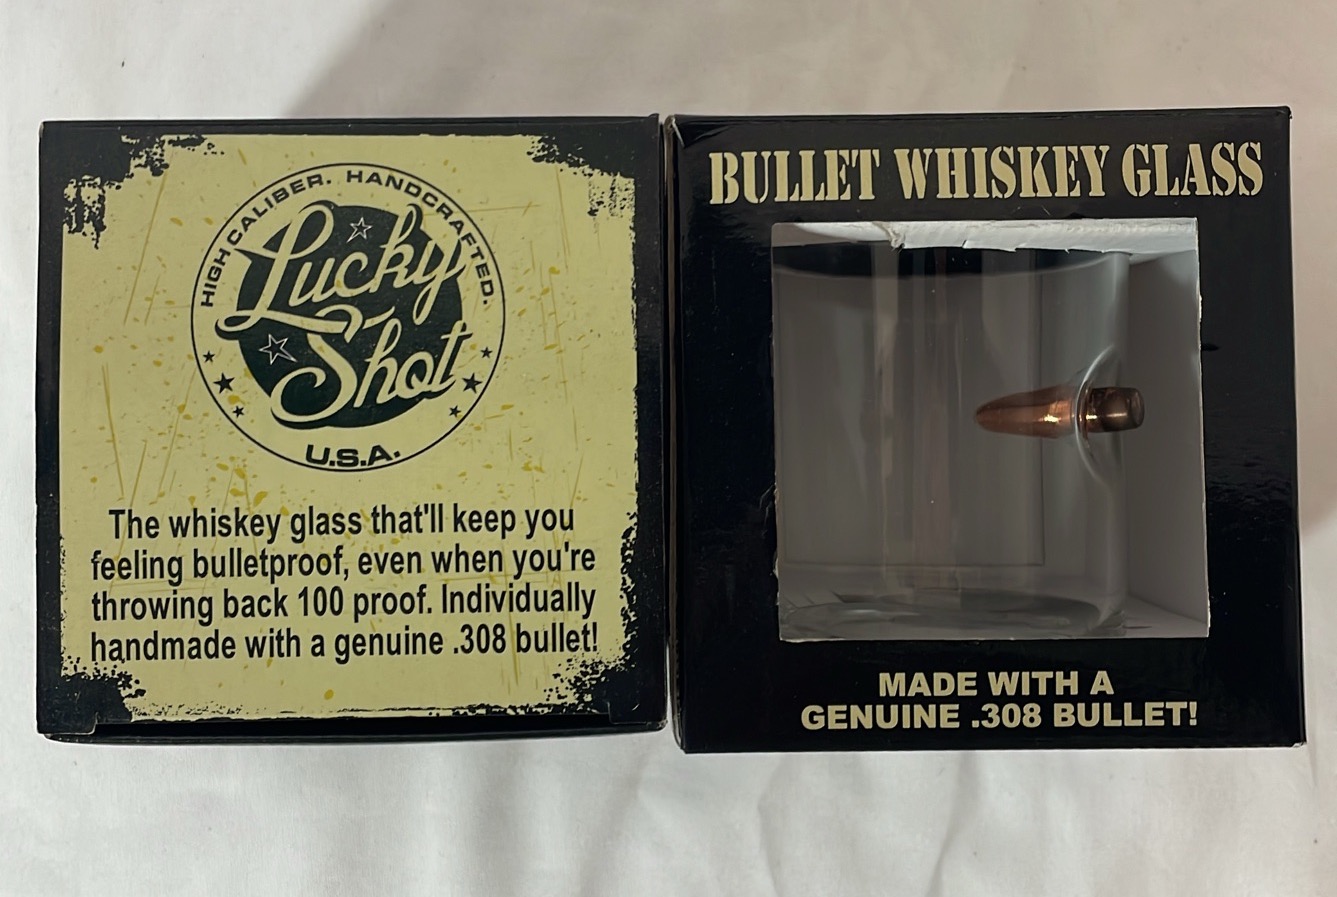 HIGH CALIBER. HANDCRAFTED.
Lucky
Shot
U.S.A.
The whiskey glass that'll keep you
feeling bulletproof, even when you're
throwing back 100 proof. Individually
handmade with a genuine .308 bullet!
BULLET WHISKEY GLASS
MADE WITH A
GENUINE .308 BULLET!